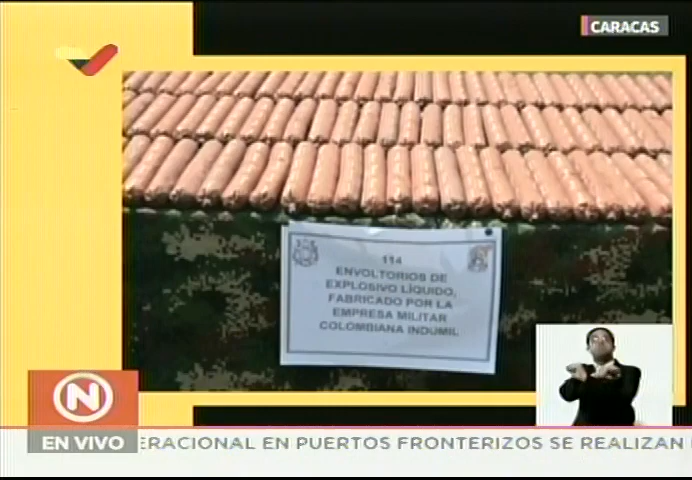 CARACAS
114
ENVOLTORIOS DE
EXPLOSIVO LÍQUIDO,
FABRICADO POR LA
EMPRESA MILITAR
COLOMBIANA INDUMIL
N
EN VIVO
ERACIONAL EN PUERTOS FRONTERIZOS SE REALIZAN